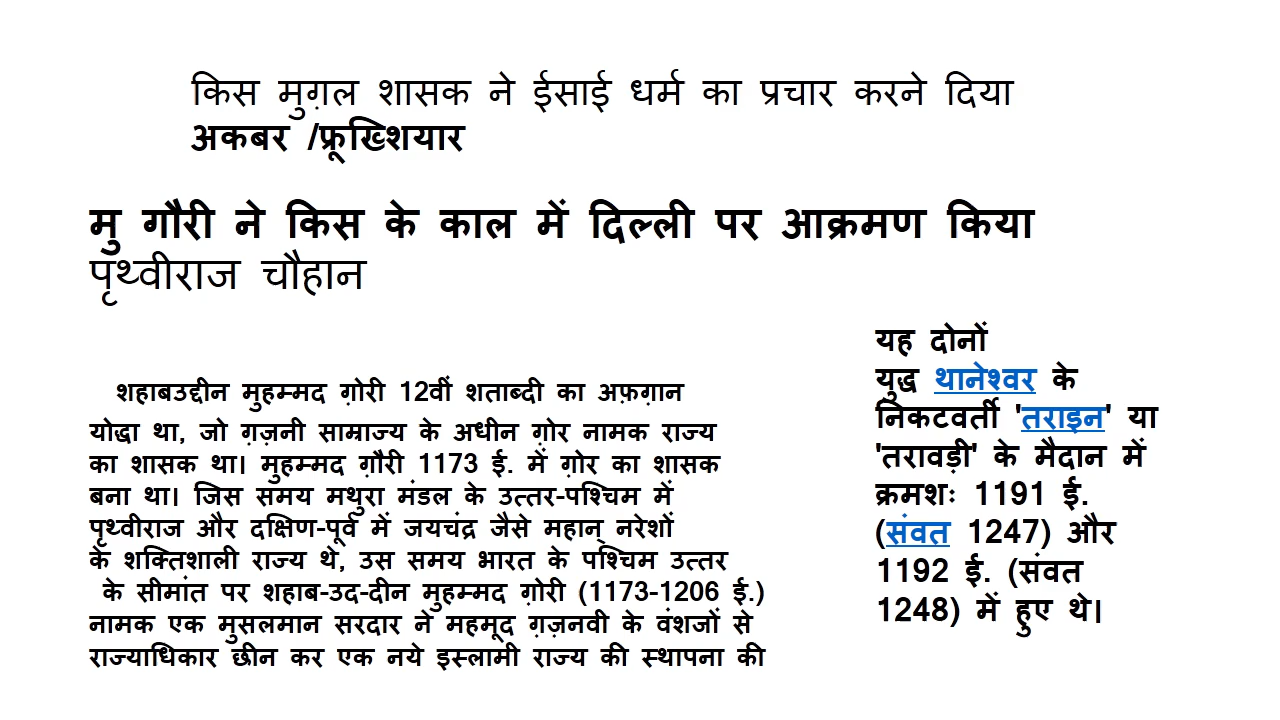 किस मुग़ल शासक ने ईसाई धर्म का प्रचार करने दिया
अकबर /फ्रूख्शियार
मु गौरी ने किस के काल में दिल्ली पर आक्रमण किया
पृथ्वीराज चौहान
शहाबउद्दीन मुहम्मद ग़ोरी 12वीं शताब्दी का अफ़ग़ान
योद्धा था, जो ग़ज़नी साम्राज्य के अधीन ग़ोर नामक राज्य
का शासक था। मुहम्मद ग़ौरी 1173 ई. में ग़ोर का शासक
बना था। जिस समय मथुरा मंडल के उत्तर-पश्चिम में
पृथ्वीराज और दक्षिण-पूर्व में जयचंद्र जैसे महान् नरेशों
के शक्तिशाली राज्य थे, उस समय भारत के पश्चिम उत्तर
के सीमांत पर शहाब-उद-दीन मुहम्मद ग़ोरी (1173-1206 ई.)
नामक एक मुसलमान सरदार ने महमूद ग़ज़नवी के वंशजों से
राज्याधिकार छीन कर एक नये इस्लामी राज्य की स्थापना की
यह दोनों
युद्ध थानेश्वर के
निकटवर्ती 'तराइन' या
'तरावड़ी' के मैदान में
क्रमशः 1191 ई.
(संवत 1247) और
1192 ई. (संवत
1248) में हुए थे।